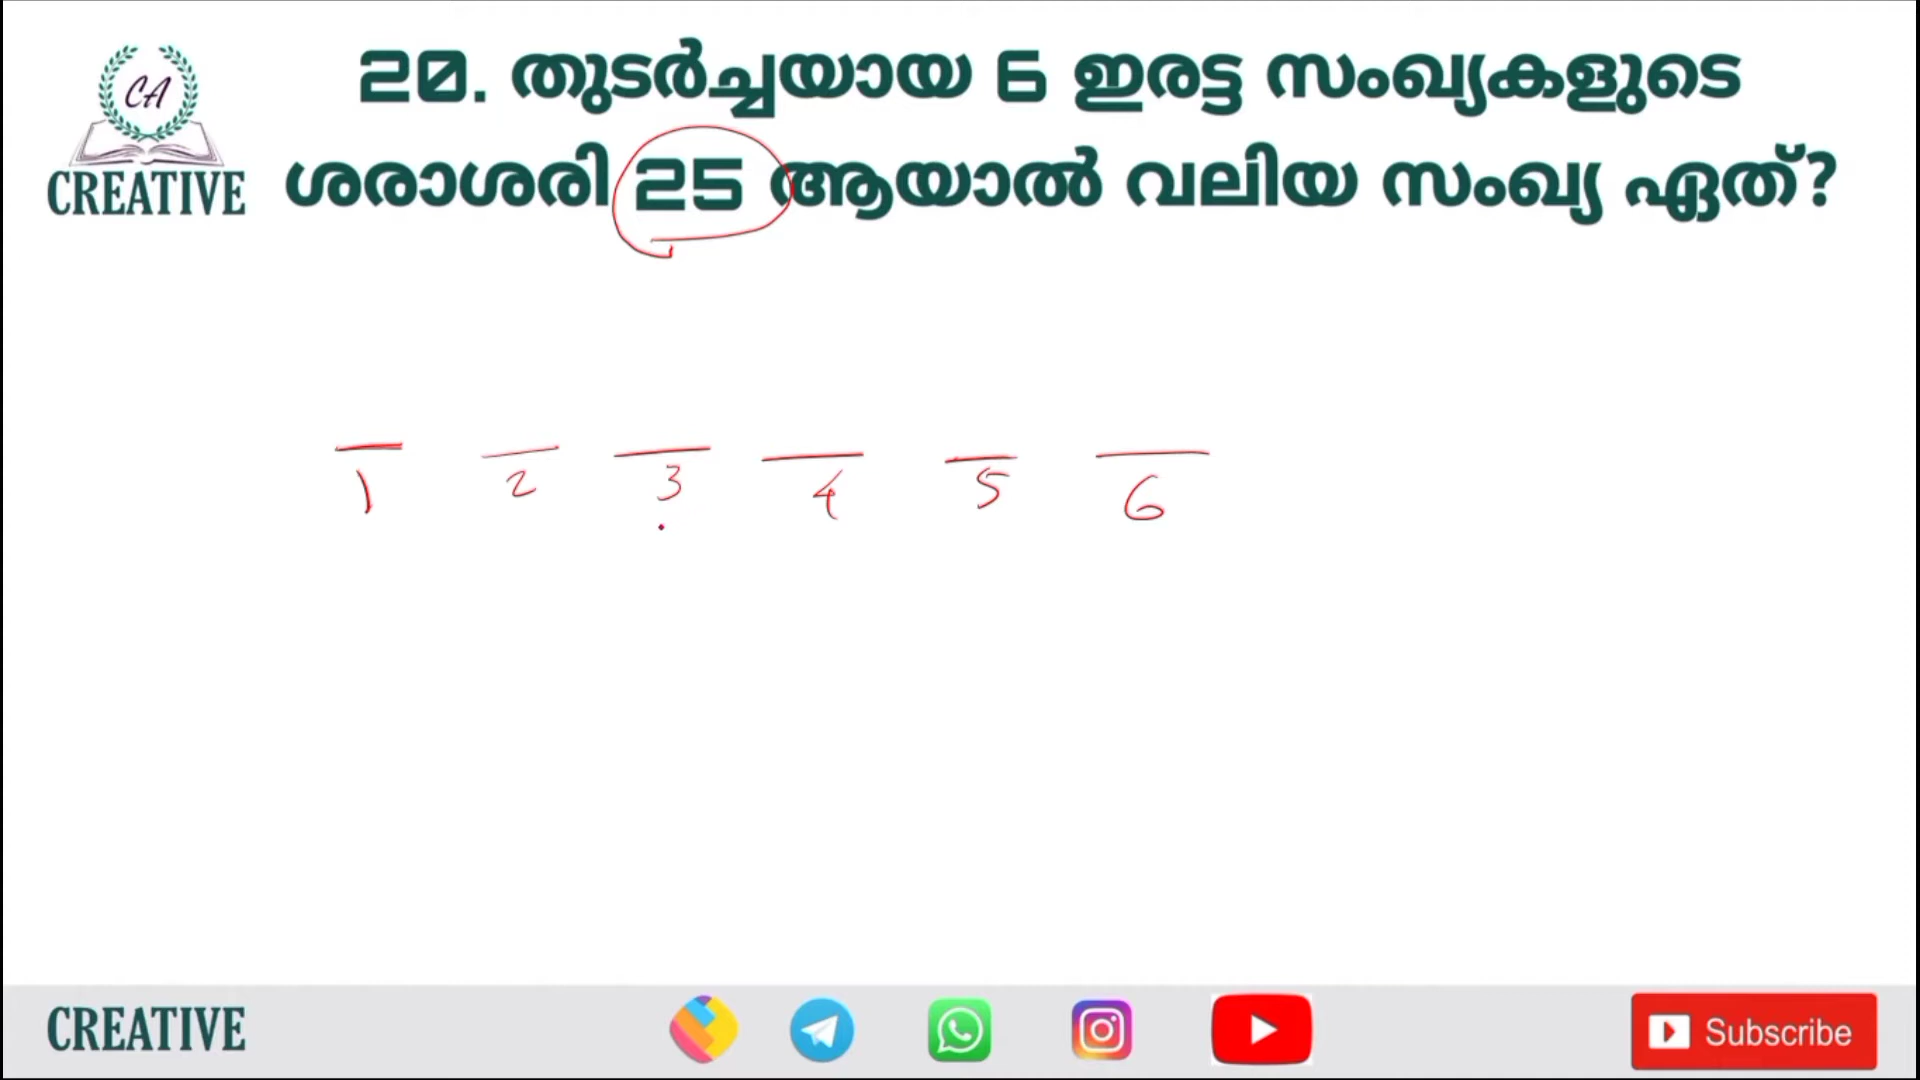 CA
CREATIVE
20. തുടർച്ചയായ 6 ഇരട്ട സംഖ്യകളുടെ
ശരാശരി 25 ആയാൽ വലിയ സംഖ്യ ഏത്?
1 2 3 4 5 6
CREATIVE
Subscribe